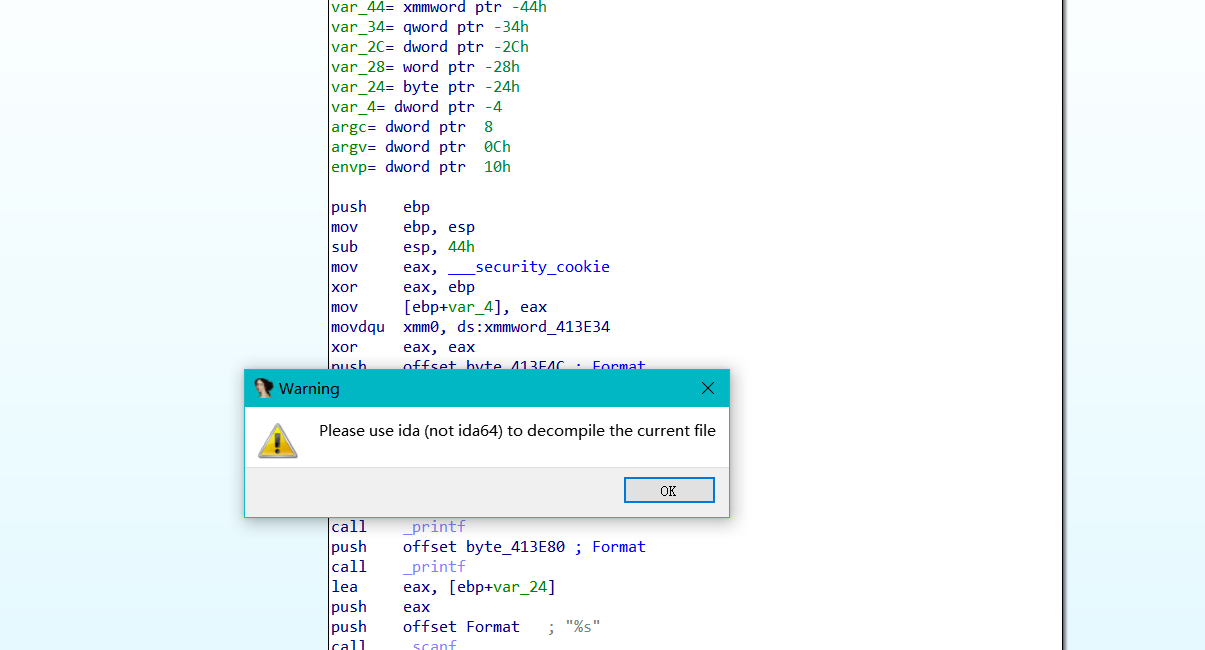 var_44= xmmword ptr -44h
var_34= qword ptr -34h
var_2C= dword ptr -2Ch
var_28= word ptr -28h
var_24= byte ptr -24h
var_4= dword ptr -4
argc= dword ptr  8
argv= dword ptr  0Ch
envp= dword ptr  10h
push    ebp
mov     ebp, esp
sub     esp, 44h
mov     eax, ___security_cookie
xor     eax, ebp
mov     [ebp+var_4], eax
movdqu  xmm0, ds:xmmword_413E34
xor     eax, eax
push    offset byte_413E4C ; Format
Warning
Please use ida (not ida64) to decompile the current file
OK
call    _printf
push    offset byte_413E80 ; Format
call    _printf
lea     eax, [ebp+var_24]
push    eax
push    offset Format   ; "%s"
call    _scanf